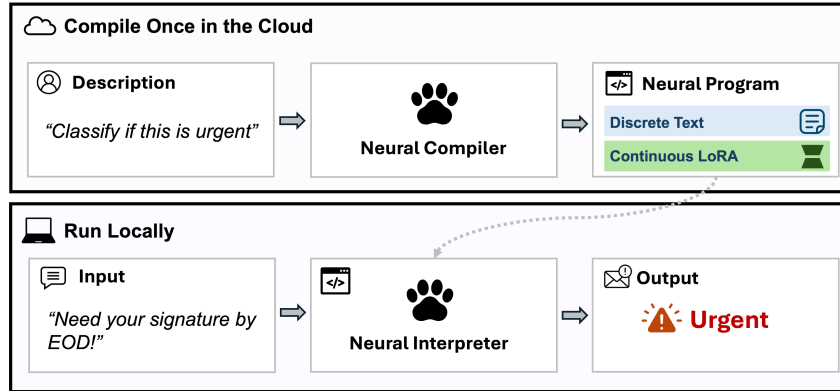 Compile Once in the Cloud
Description
“Classify if this is urgent”
Neural Compiler
</> Neural Program
Discrete Text
Continuous LoRA
Run Locally
Input
“Need your signature by
EOD!”
</>
Neural Interpreter
Output
! Urgent